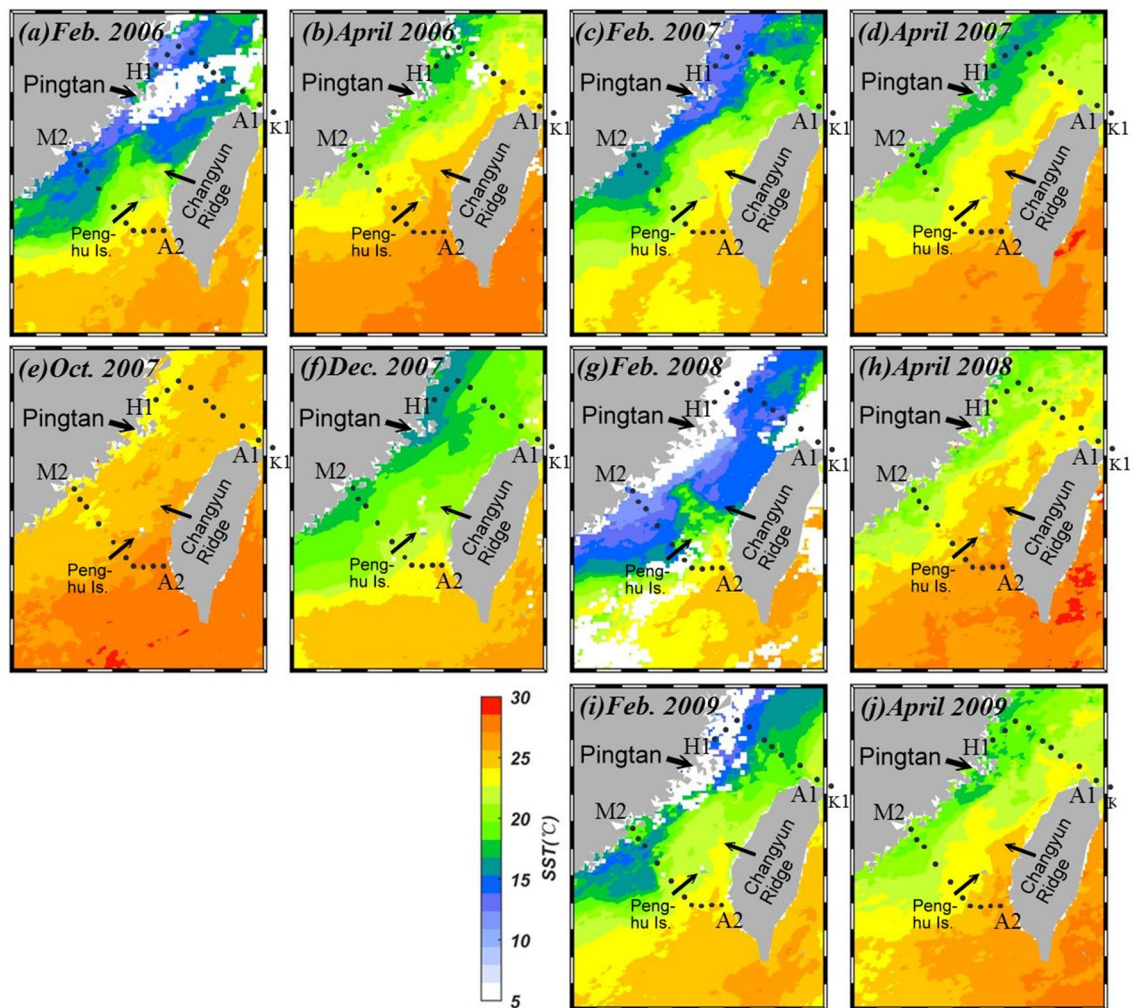 (a)Feb. 2006
Pingtan
H1
M2
A1
K1
Changyun
Ridge
Peng-
hu Is.
A2
(b)April 2006
Pingtan
H1
M2
A1
K1
Changyun
Ridge
Peng-
hu Is.
A2
(c)Feb. 2007
Pingtan
H1
M2
A1
K1
Changyun
Ridge
Peng-
hu Is.
A2
(d)April 2007
Pingtan
H1
M2
A1
K1
Changyun
Ridge
Peng-
hu Is.
A2
(e)Oct. 2007
Pingtan
H1
M2
A1
K1
Changyun
Ridge
Peng-
hu Is.
A2
(f)Dec. 2007
Pingtan
H1
M2
A1
K1
Changyun
Ridge
Peng-
hu Is.
A2
(g)Feb. 2008
Pingtan
H1
M2
A1
K1
Changyun
Ridge
Peng-
hu Is.
A2
(h)April 2008
Pingtan
H1
M2
A1
K1
Changyun
Ridge
Peng-
hu Is.
A2
30
25
20
15
10
5
SST(℃)
(i)Feb. 2009
Pingtan
H1
M2
A1
K1
Changyun
Ridge
Peng-
hu Is.
A2
(j)April 2009
Pingtan
H1
M2
A1
K
Changyun
Ridge
Peng-
hu Is.
A2